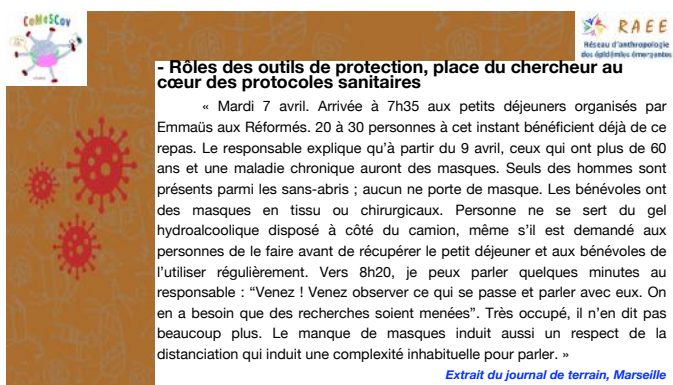 CoMeSCov
RAEE
Réseau d'anthropologie
des épidémies émergentes
- Rôles des outils de protection, place du chercheur au
cœur des protocoles sanitaires
« Mardi 7 avril. Arrivée à 7h35 aux petits déjeuners organisés par
Emmaüs aux Réformés. 20 à 30 personnes à cet instant bénéficient déjà de ce
repas. Le responsable explique qu'à partir du 9 avril, ceux qui ont plus de 60
ans et une maladie chronique auront des masques. Seuls des hommes sont
présents parmi les sans-abris ; aucun ne porte de masque. Les bénévoles ont
des masques en tissu ou chirurgicaux. Personne ne se sert du gel
hydroalcoolique disposé à côté du camion, même s'il est demandé aux
personnes de le faire avant de récupérer le petit déjeuner et aux bénévoles de
l'utiliser régulièrement. Vers 8h20, je peux parler quelques minutes au
responsable : “Venez ! Venez observer ce qui se passe et parler avec eux. On
en a besoin que des recherches soient menées”. Très occupé, il n'en dit pas
beaucoup plus. Le manque de masques induit aussi un respect de la
distanciation qui induit une complexité inhabituelle pour parler. »
Extrait du journal de terrain, Marseille